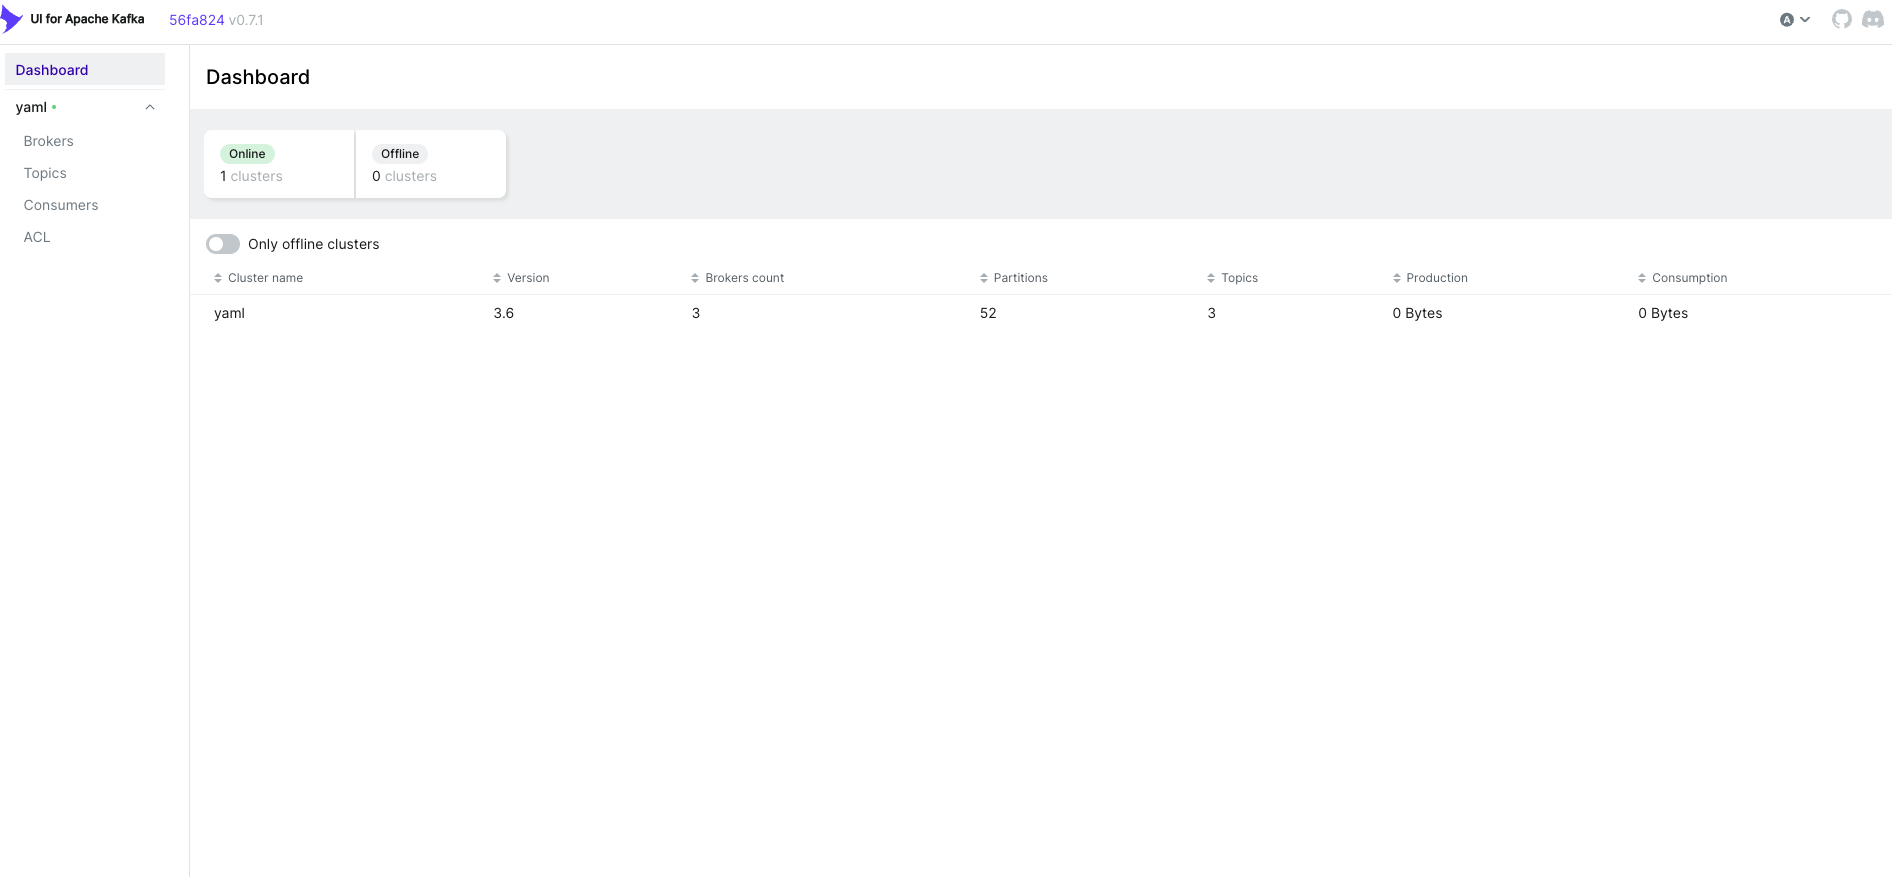 UI for Apache Kafka 56fa824 v0.7.1 A
Dashboard
yaml
Brokers
Topics
Consumers
ACL
Dashboard
Online Offline
1 clusters 0 clusters
Only offline clusters
Cluster name Version Brokers count Partitions Topics Production Consumption
yaml 3.6 3 52 3 0 Bytes 0 Bytes